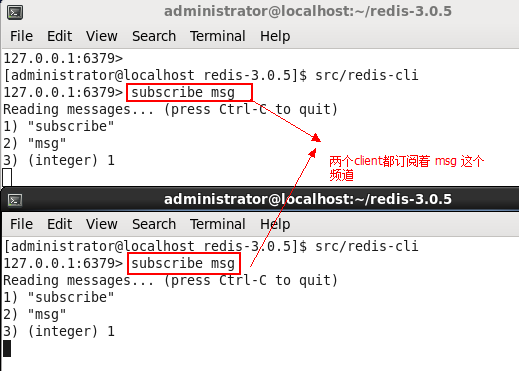 administrator@localhost:~/redis-3.0.5
File Edit View Search Terminal Help
127.0.0.1:6379>
[administrator@localhost redis-3.0.5]$ src/redis-cli
127.0.0.1:6379> subscribe msg
Reading messages... (press Ctrl-C to quit)
1) "subscribe"
2) "msg"
3) (integer) 1
两个client都订阅着 msg 这个
频道
administrator@localhost:~/redis-3.0.5
File Edit View Search Terminal Help
[administrator@localhost redis-3.0.5]$ src/redis-cli
127.0.0.1:6379> subscribe msg
Reading messages... (press Ctrl-C to quit)
1) "subscribe"
2) "msg"
3) (integer) 1